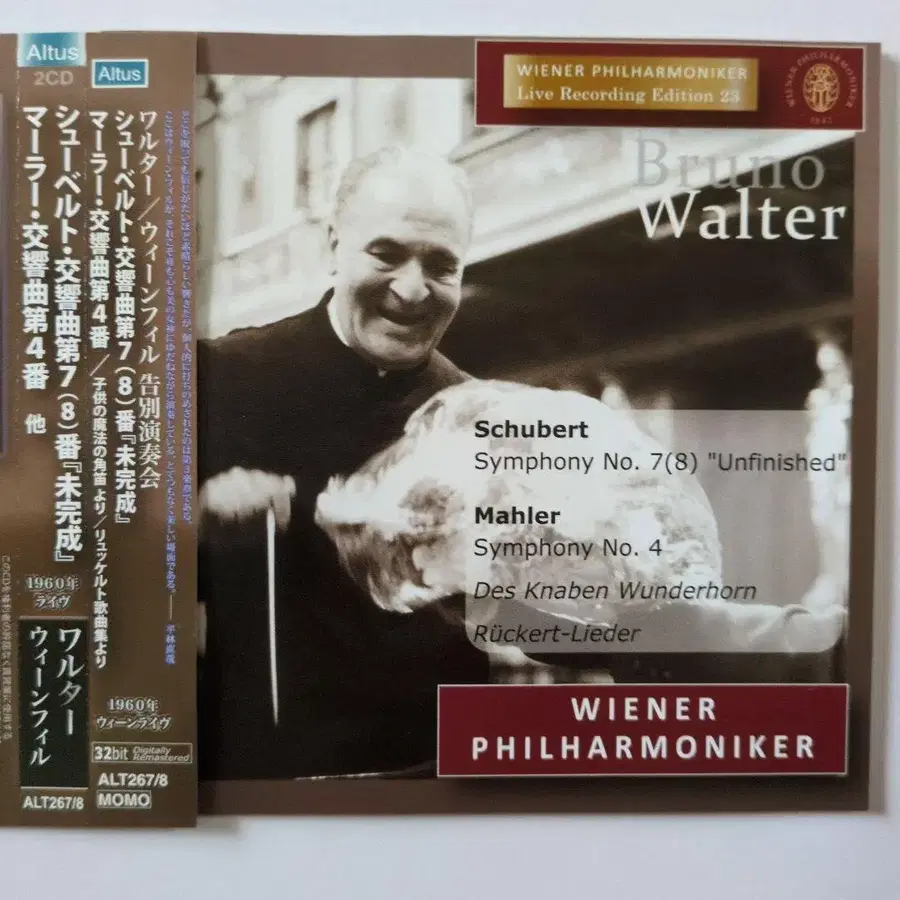 Altus
2CD
シューベルト・交響曲第7(8)番『未完成』
マーラー・交響曲第4番 他
1960年
ライヴ
ワルター
ウィーンフィル
ALT267/8
Altus
ワルター/ウィーンフィル 告別演奏会
シューベルト・交響曲第7(8)番『未完成』
マーラー・交響曲第4番/子供の魔法の角笛より/リュッケルト歌曲集より
1960年
ウィーンライヴ
32bit Digitally Remastered
ALT267/8
MOMO
WIENER PHILHARMONIKER
Live Recording Edition 23
Bruno
Walter
Schubert
Symphony No. 7(8) "Unfinished"
Mahler
Symphony No. 4
Des Knaben Wunderhorn
Rückert-Lieder
WIENER
PHILHARMONIKER